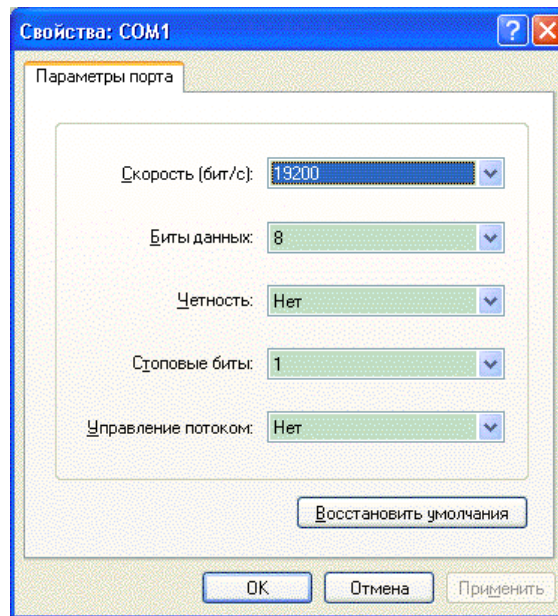 Свойства: COM1
Параметры порта
Скорость (бит/с): 19200
Биты данных: 8
Четность: Нет
Стоповые биты: 1
Управление потоком: Нет
Восстановить умолчания
OK Отмена Применить